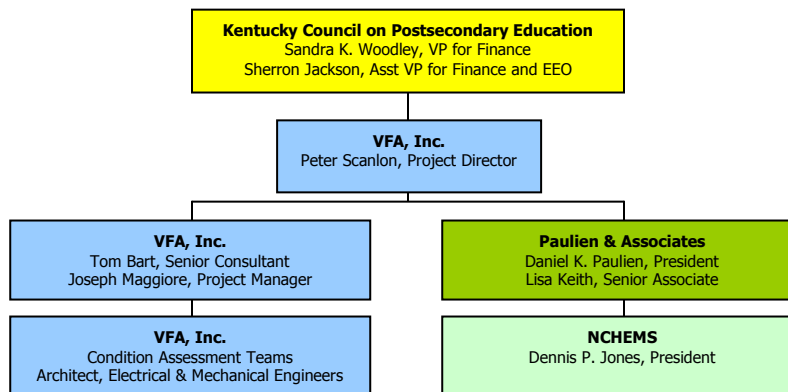 Kentucky Council on Postsecondary Education
Sandra K. Woodley, VP for Finance
Sherron Jackson, Asst VP for Finance and EEO
VFA, Inc.
Peter Scanlon, Project Director
VFA, Inc.
Tom Bart, Senior Consultant
Joseph Maggiore, Project Manager
Paulien & Associates
Daniel K. Paulien, President
Lisa Keith, Senior Associate
VFA, Inc.
Condition Assessment Teams
Architect, Electrical & Mechanical Engineers
NCHEMS
Dennis P. Jones, President